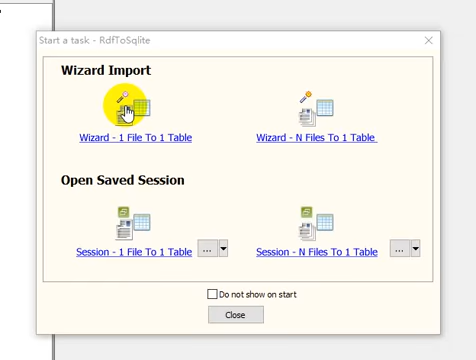 Start a task - RdfToSqlite
Wizard Import
Wizard - 1 File To 1 Table
Wizard - N Files To 1 Table
Open Saved Session
Session - 1 File To 1 Table
...
Session - N Files To 1 Table
...
Do not show on start
Close